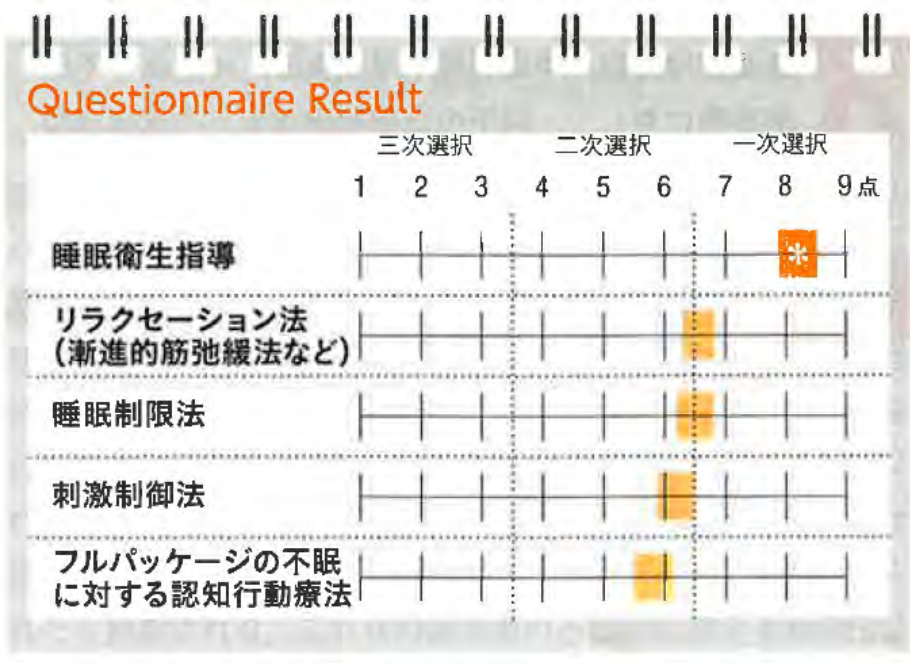 Questionnaire Result
三次選択 二次選択 一次選択
1 2 3 4 5 6 7 8 9点
睡眠衛生指導
*
リラクセーション法
(漸進的筋弛緩法など)
睡眠制限法
刺激制御法
フルパッケージの不眠
に対する認知行動療法